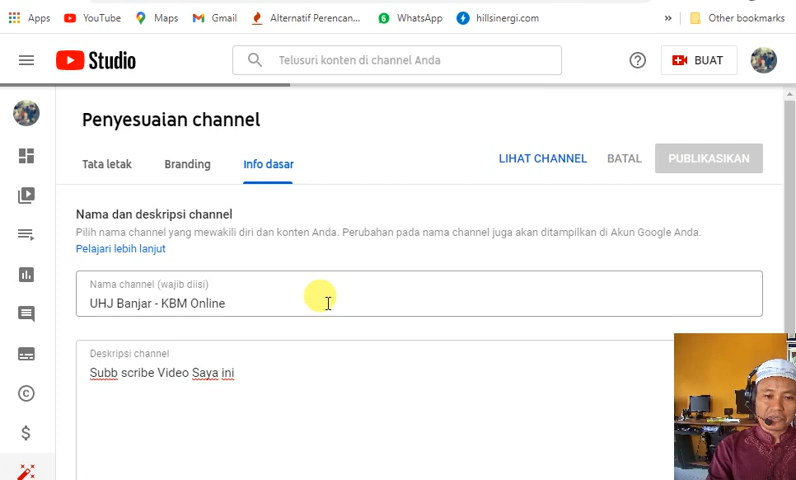 Apps YouTube Maps Gmail Alternatif Perencan... WhatsApp hillsinergi.com » Other bookmarks
Studio Telusuri konten di channel Anda BUAT
Penyesuaian channel
LIHAT CHANNEL BATAL PUBLIKASIKAN
Tata letak Branding Info dasar
Nama dan deskripsi channel
Pilih nama channel yang mewakili diri dan konten Anda. Perubahan pada nama channel juga akan ditampilkan di Akun Google Anda.
Pelajari lebih lanjut
Nama channel (wajib diisi)
UHJ Banjar - KBM Online
Deskripsi channel
Subb scribe Video Saya ini